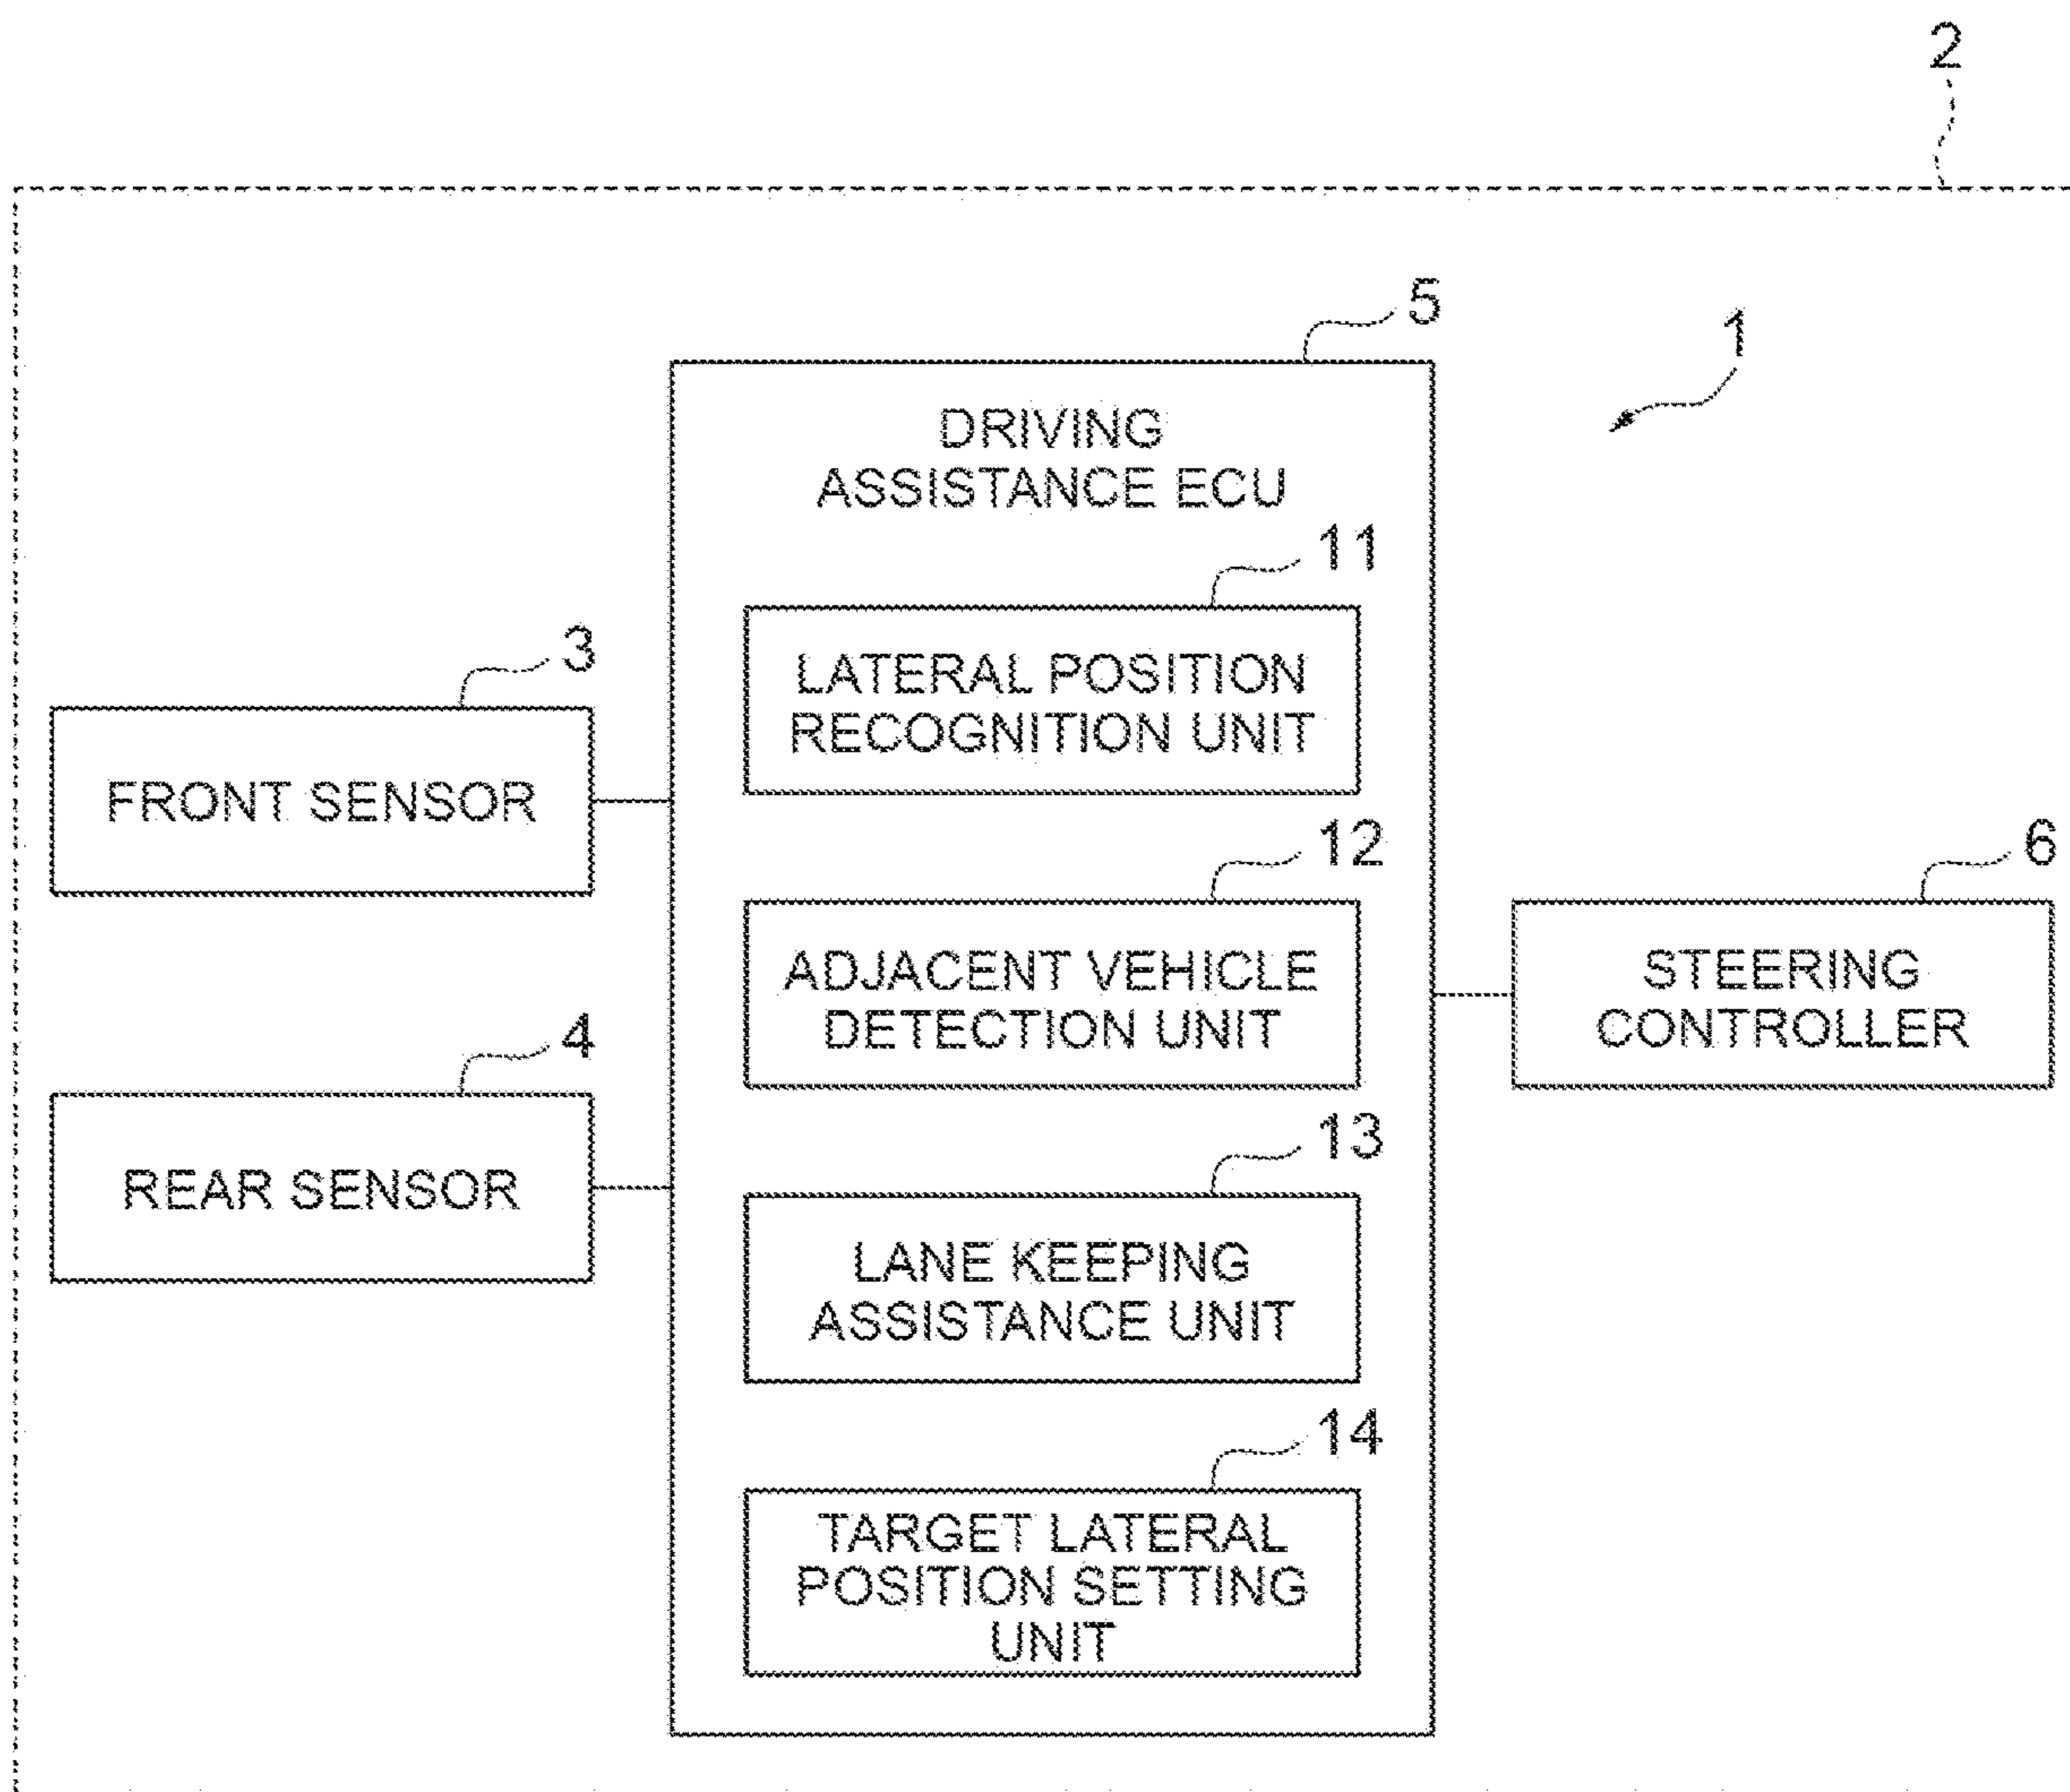 2
5
1
DRIVING
ASSISTANCE ECU
11
LATERAL POSITION
RECOGNITION UNIT
3
FRONT SENSOR
12
ADJACENT VEHICLE
DETECTION UNIT
6
STEERING
CONTROLLER
4
REAR SENSOR
13
LANE KEEPING
ASSISTANCE UNIT
14
TARGET LATERAL
POSITION SETTING
UNIT